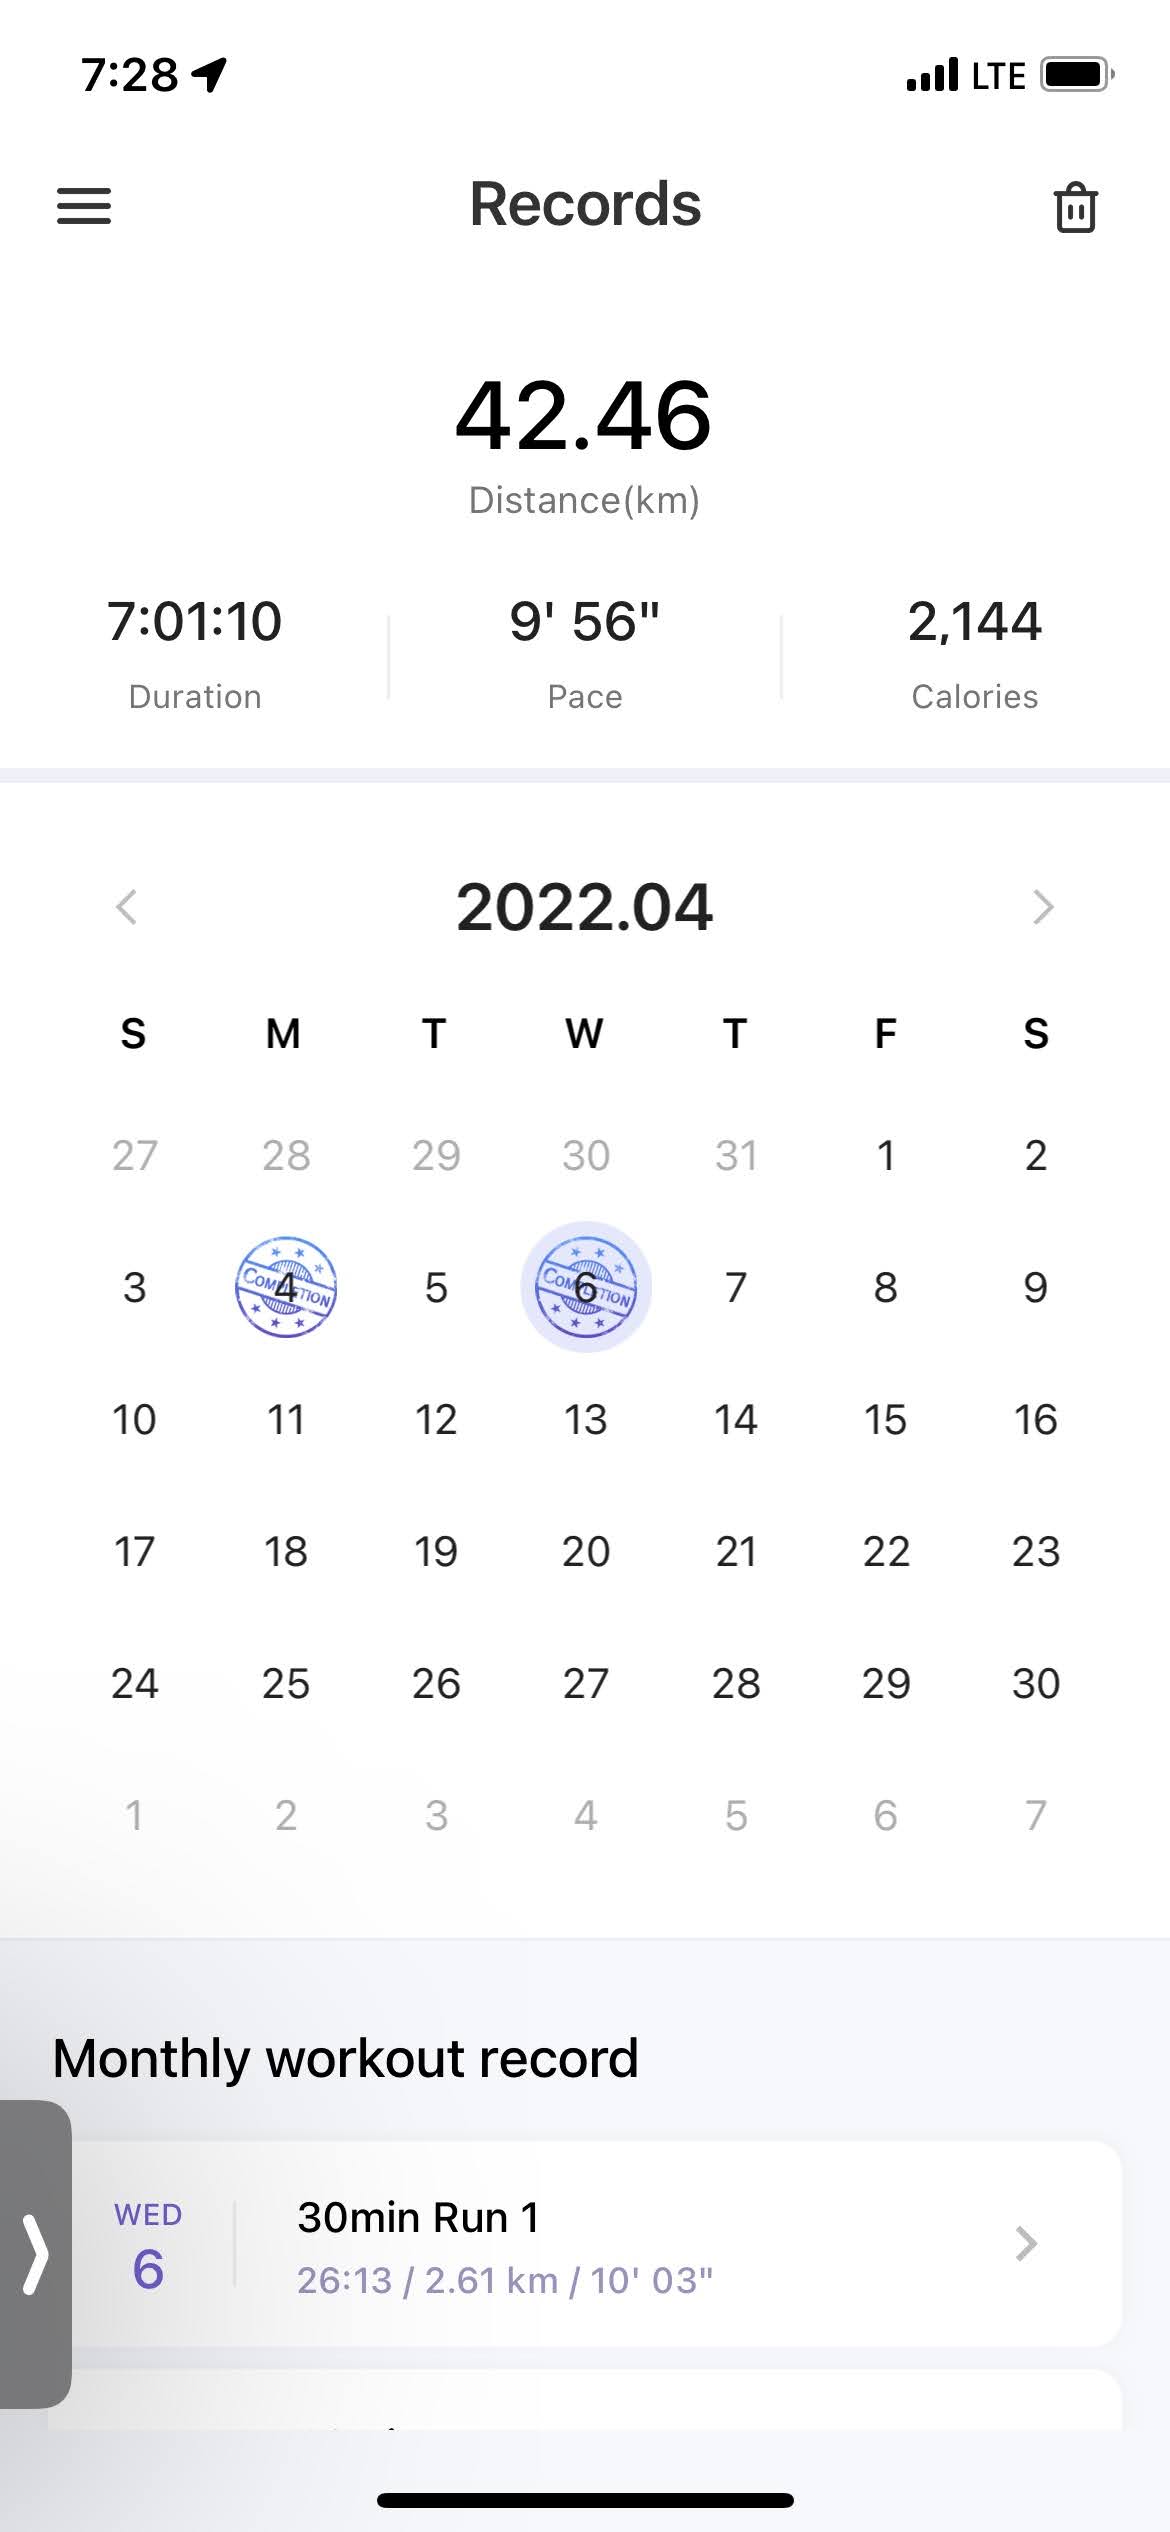 7:28 LTE
Records
42.46
Distance(km)
7:01:10 9' 56" 2,144
Duration Pace Calories
2022.04
S M T W T F S
27 28 29 30 31 1 2
3 4 5 6 7 8 9
COMPLETION COMPLETION
10 11 12 13 14 15 16
17 18 19 20 21 22 23
24 25 26 27 28 29 30
1 2 3 4 5 6 7
Monthly workout record
WED
6
30min Run 1
26:13 / 2.61 km / 10' 03"